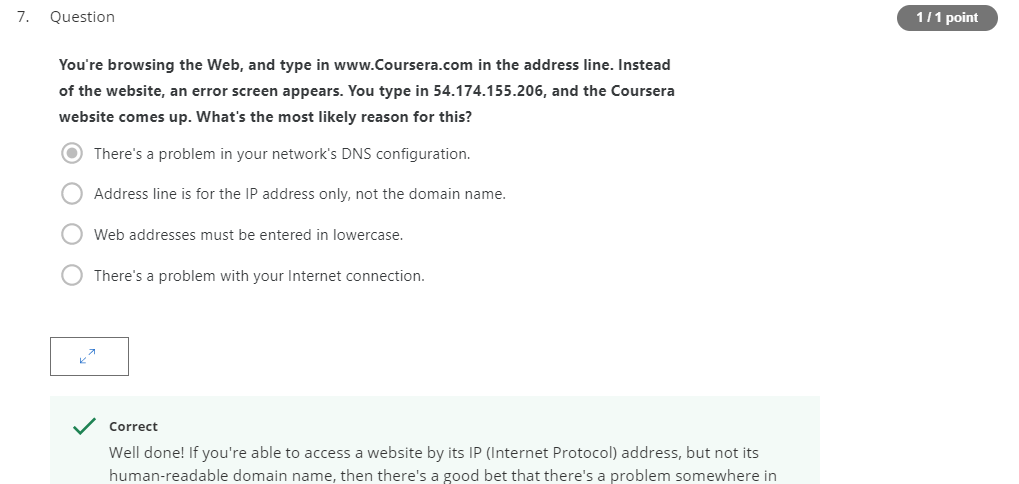 7. Question
1 / 1 point
You're browsing the Web, and type in www.Coursera.com in the address line. Instead
of the website, an error screen appears. You type in 54.174.155.206, and the Coursera
website comes up. What's the most likely reason for this?
There's a problem in your network's DNS configuration.
Address line is for the IP address only, not the domain name.
Web addresses must be entered in lowercase.
There's a problem with your Internet connection.
Correct
Well done! If you're able to access a website by its IP (Internet Protocol) address, but not its
human-readable domain name, then there's a good bet that there's a problem somewhere in